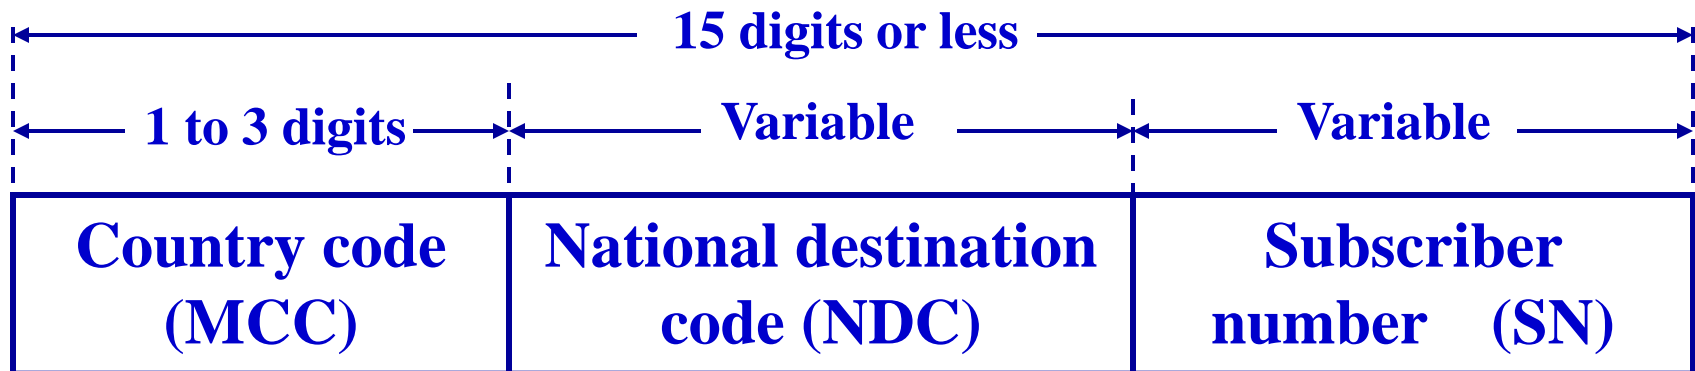 15 digits or less
1 to 3 digits Variable Variable
Country code National destination Subscriber
(MCC) code (NDC) number (SN)